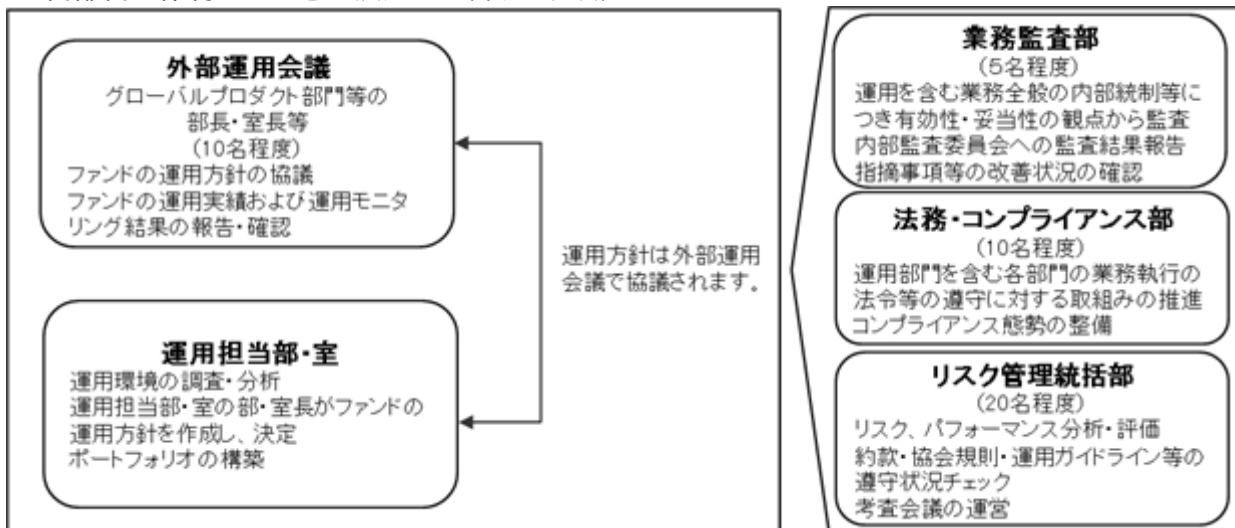 外部運用会議
グローバルプロダクト部門等の
部長・室長等
(10名程度)
ファンドの運用方針の協議
ファンドの運用実績および運用モニタ
リング結果の報告・確認
運用方針は外部運用
会議で協議されます。
運用担当部・室
運用環境の調査・分析
運用担当部・室の部・室長がファンドの
運用方針を作成し、決定
ポートフォリオの構築
業務監査部
(5名程度)
運用を含む業務全般の内部統制等に
つき有効性・妥当性の観点から監査
内部監査委員会への監査結果報告
指摘事項等の改善状況の確認
法務・コンプライアンス部
(10名程度)
運用部門を含む各部門の業務執行の
法令等の遵守に対する取組みの推進
コンプライアンス態勢の整備
リスク管理統括部
(20名程度)
リスク、パフォーマンス分析・評価
約款・協会規則・運用ガイドライン等の
遵守状況チェック
考査会議の運営